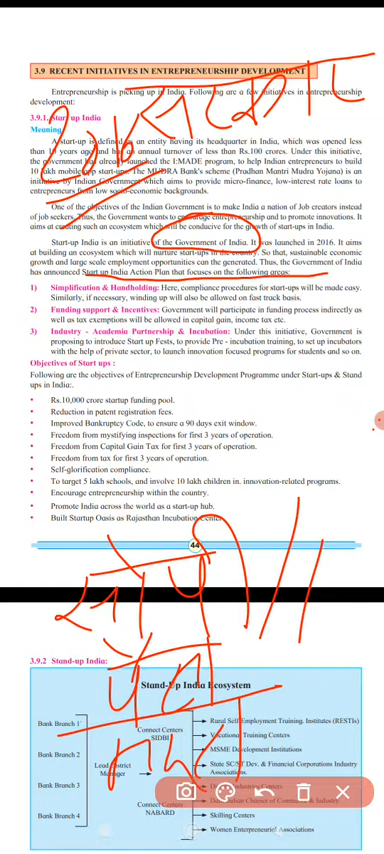 3.9 RECENT INITIATIVES IN ENTREPRENEURSHIP DEVELOPMENT
Entrepreneurship is picking up in India. Following are a few initiatives in entrepreneurship
development:
3.9.1. Start up India
Meaning
A start-up is defined as an entity having its headquarter in India, which was opened less
than 10 years ago and has an annual turnover of less than Rs.100 crores. Under this initiative,
the government has already launched the I:MADE program, to help Indian entrepreneurs to build
10 lakh mobile app start-ups. The MUDRA Bank's scheme (Pradhan Mantri Mudra Yojana) is an
initiative by Indian Government which aims to provide micro-finance, low-interest rate loans to
entrepreneurs from low socio-economic backgrounds.
One of the objectives of the Indian Government is to make India a Nation of Job creators instead
of job seekers. Thus, the Government wants to encourage entrepreneurship and to promote innovations. It
aims at creating such an ecosystem which will be conducive for the growth of start-ups in India.
Start-up India is an initiative of the Government of India. It was launched in 2016. It aims
at building an ecosystem which will nurture start-ups in the country. So that, sustainable economic
growth and large scale employment opportunities can be generated. Thus, the Government of India
has announced Start up India Action Plan that focuses on the following areas:
1) Simplification & Handholding: Here, compliance procedures for start-ups will be made easy.
Similarly, if necessary, winding up will also be allowed on fast track basis.
2) Funding support & Incentives: Government will participate in funding process indirectly as
well as tax exemptions will be allowed in capital gain, income tax etc.
3) Industry - Academia Partnership & Incubation: Under this initiative, Government is
proposing to introduce Start up Fests, to provide Pre - incubation training, to set up incubators
with the help of private sector, to launch innovation focused programs for students and so on.
Objectives of Start ups :
Following are the objectives of Entrepreneurship Development Programme under Start-ups & Stand
ups in India:.
• Rs.10,000 crore startup funding pool.
• Reduction in patent registration fees.
• Improved Bankruptcy Code, to ensure a 90 days exit window.
• Freedom from mystifying inspections for first 3 years of operation.
• Freedom from Capital Gain Tax for first 3 years of operation.
• Freedom from tax for first 3 years of operation.
• Self-glorification compliance.
• To target 5 lakh schools, and involve 10 lakh children in. innovation-related programs.
• Encourage entrepreneurship within the country.
• Promote India across the world as a start-up hub.
• Built Startup Oasis as Rajasthan Incubation Center.
44
3.9.2 Stand-up India:
Stand-Up India Ecosystem
Bank Branch 1
Bank Branch 2
Bank Branch 3
Bank Branch 4
Lead District
Manager
Connect Centers
SIDBI
Connect Centers
NABARD
Rural Self Employment Training. Institutes (RESTIs)
Vocational Training Centers
MSME Development Institutions
State SC/ST Dev. & Financial Corporations Industry
Associations.
Skilling Centers
Women Enterpreneurief Associations